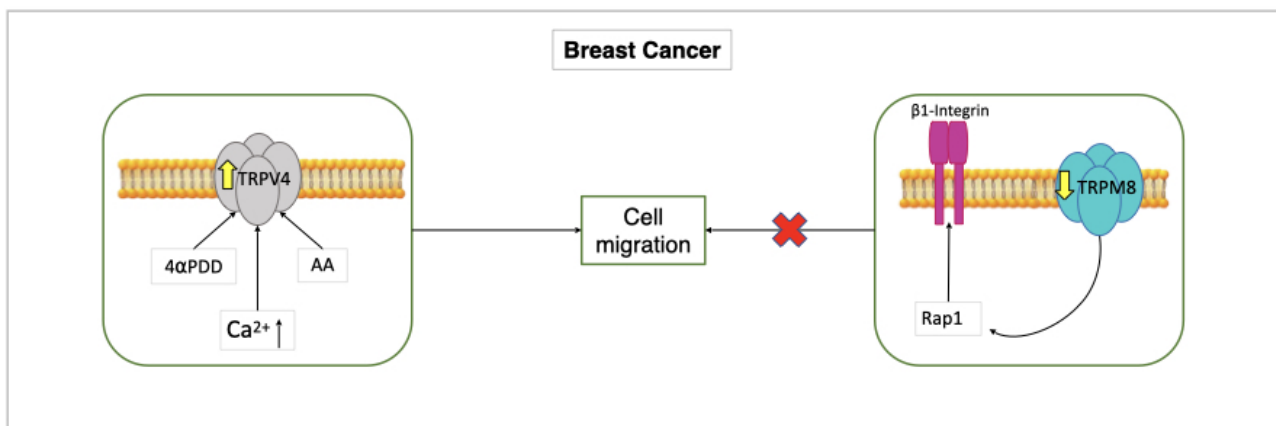 Breast Cancer
TRPV4
4αPDD
AA
Ca²⁺↑
Cell
migration
β1-Integrin
TRPM8
Rap1